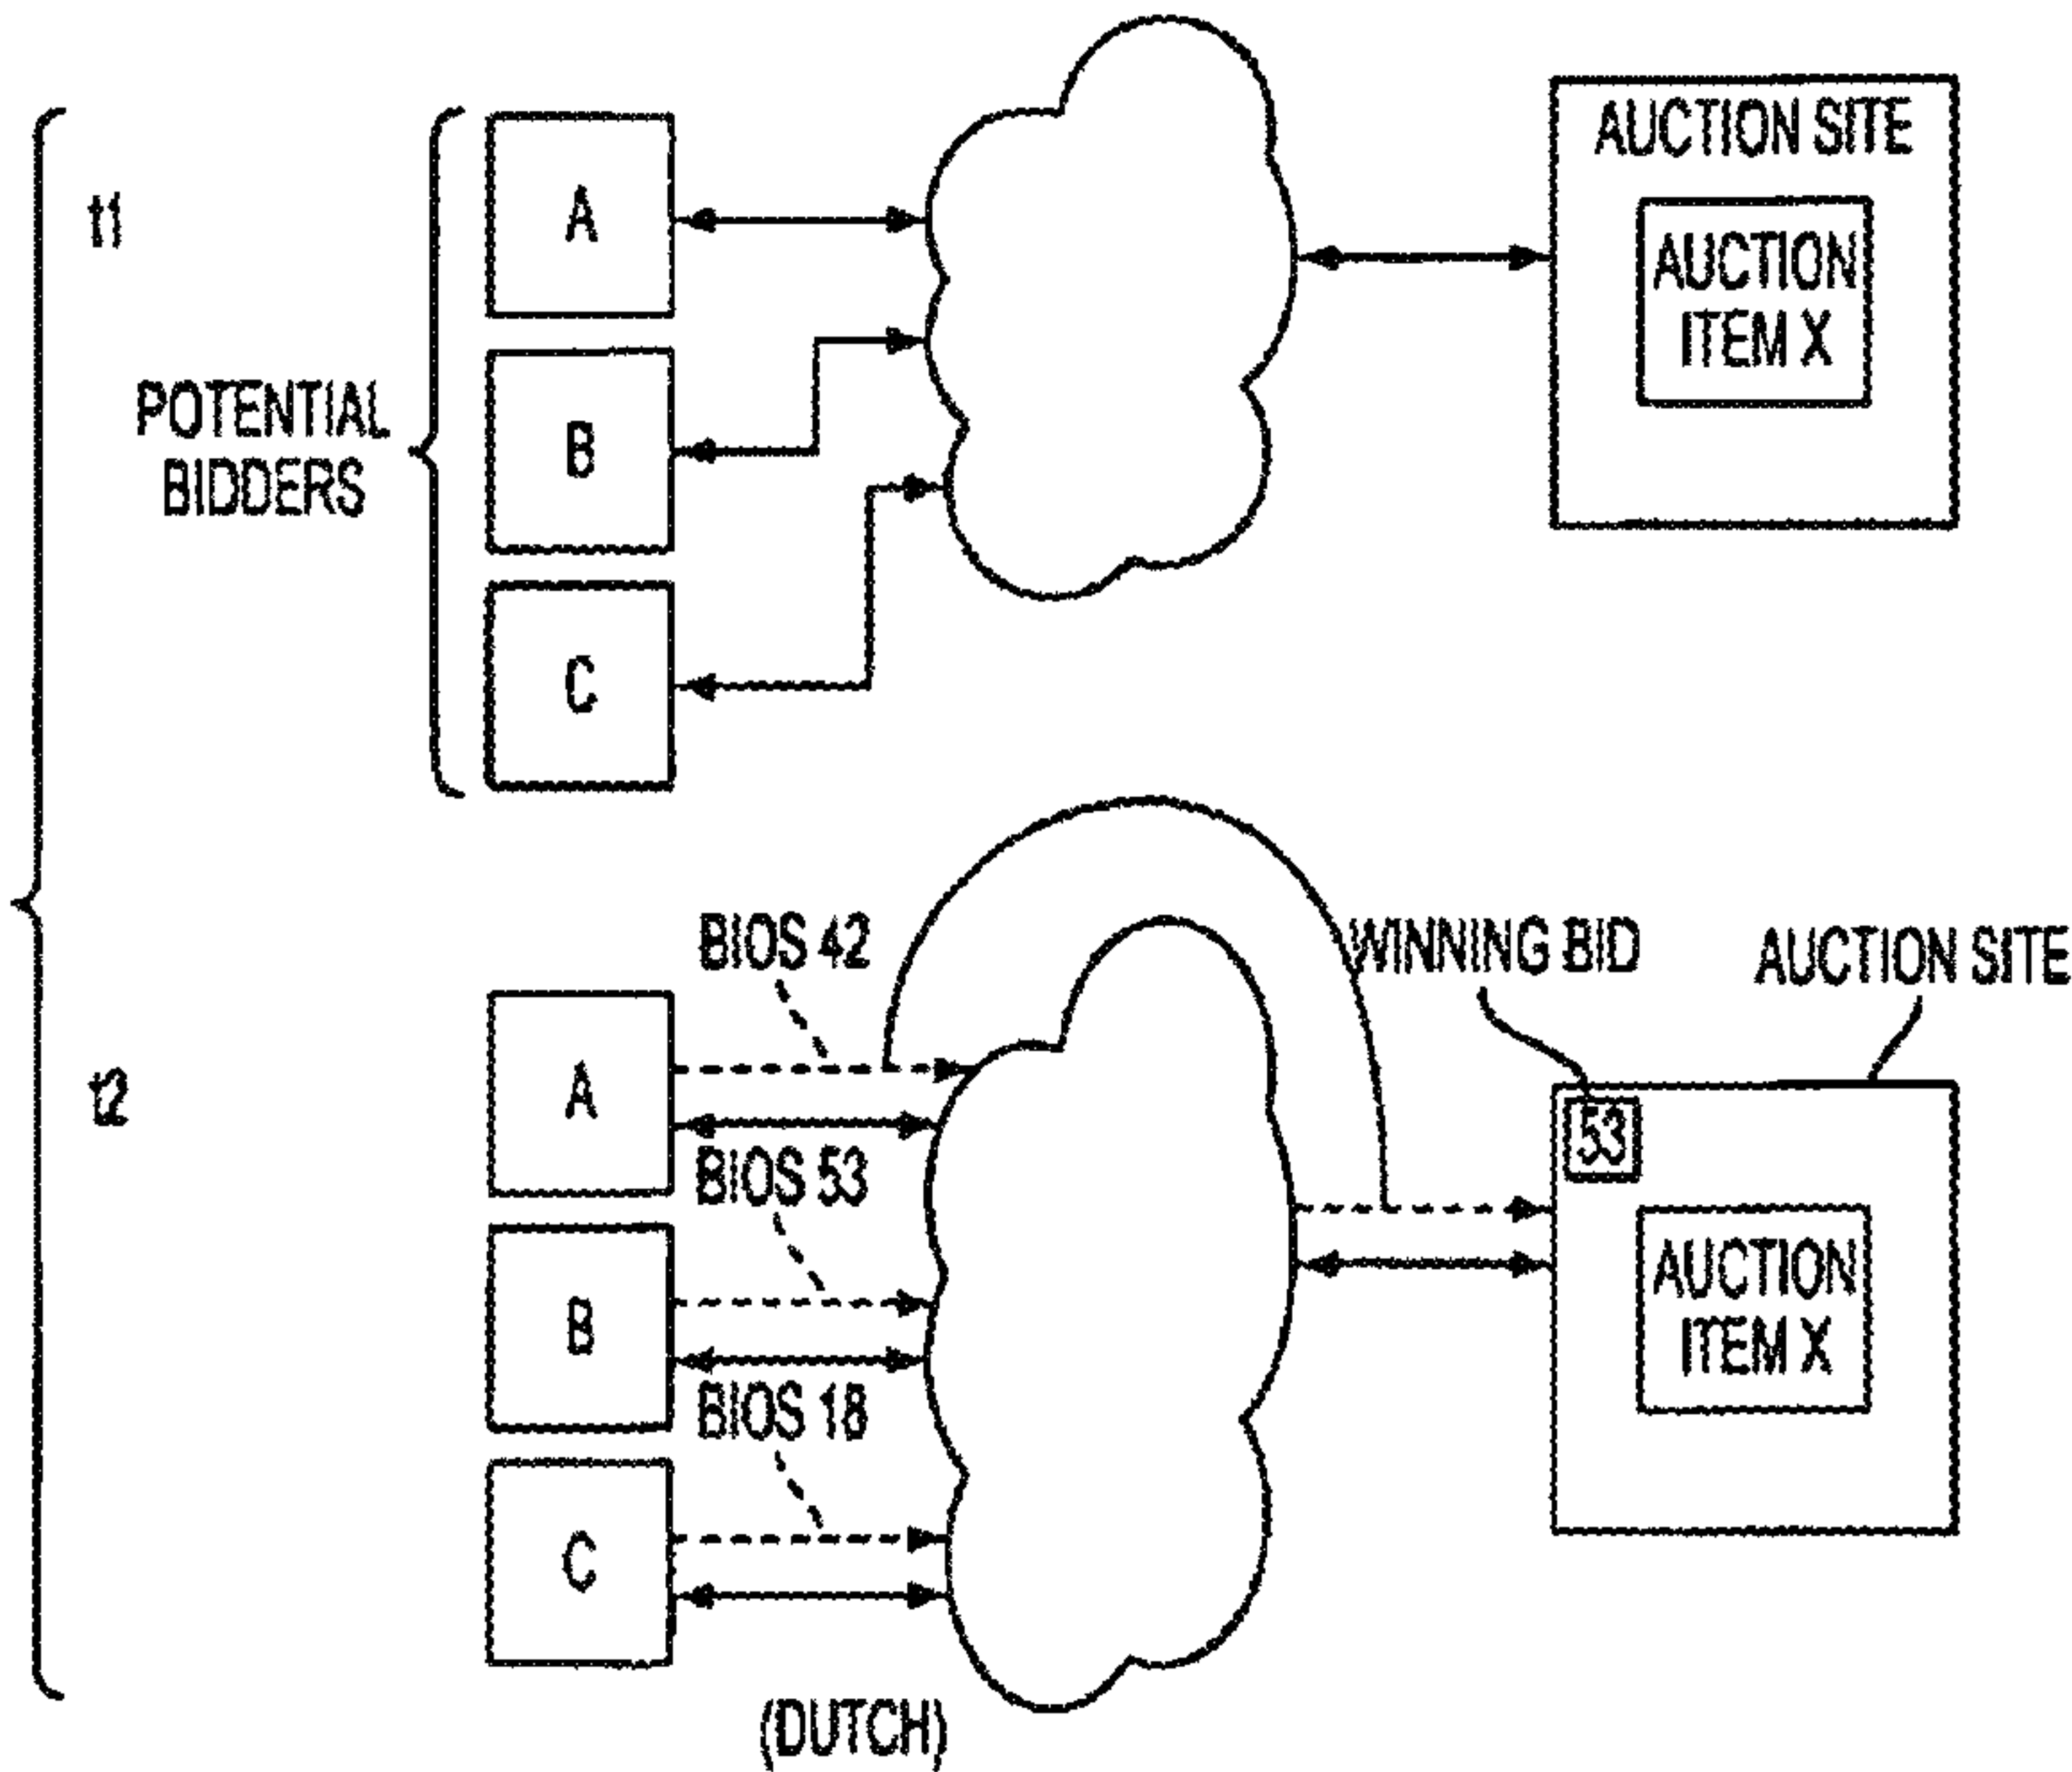 t1
POTENTIAL
BIDDERS
A
B
C
AUCTION SITE
AUCTION
ITEM X
t2
BIOS 42
A
BIOS 53
B
BIOS 18
C
WINNING BID
AUCTION SITE
53
AUCTION
ITEM X
(DUTCH)